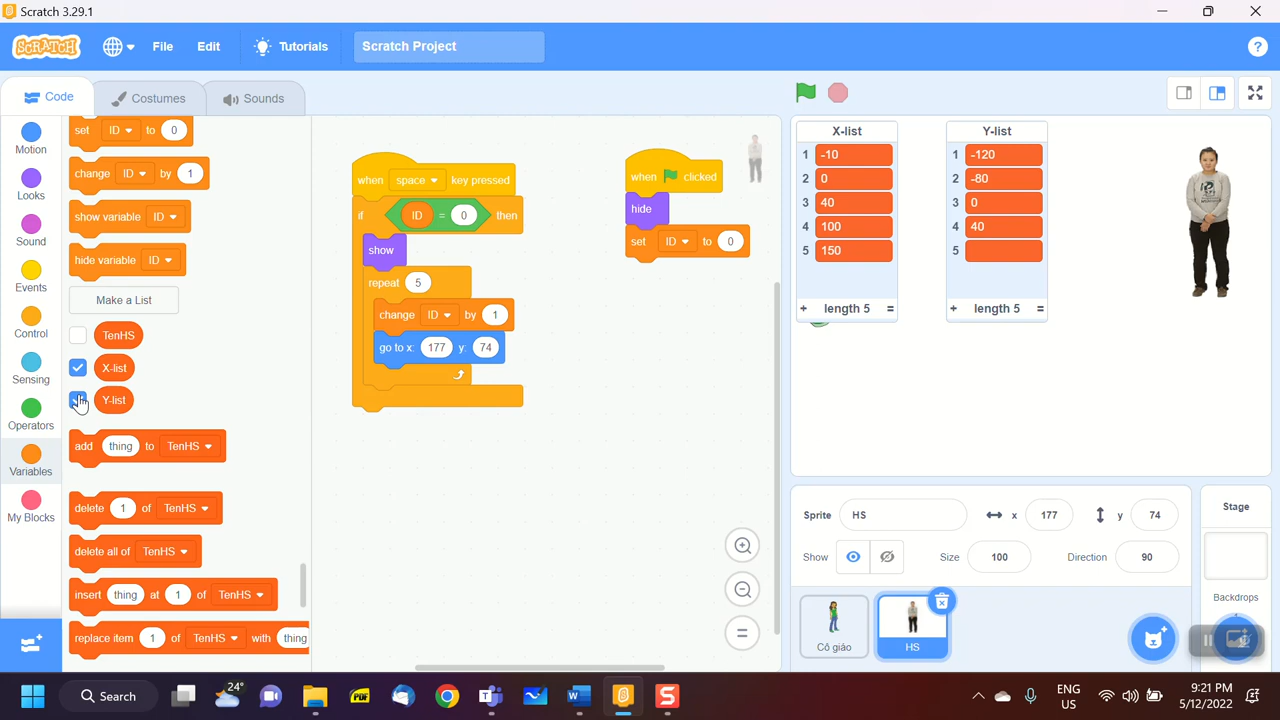 Scratch 3.29.1
SCRATCH
File
Edit
Tutorials
Scratch Project
Code
Costumes
Sounds
Motion
Looks
Sound
Events
Control
Sensing
Operators
Variables
My Blocks
set ID to 0
change ID by 1
show variable ID
hide variable ID
Make a List
TenHS
X-list
Y-list
add thing to TenHS
delete 1 of TenHS
delete all of TenHS
insert thing at 1 of TenHS
replace item 1 of TenHS with thing
when space key pressed
if ID = 0 then
show
repeat 5
change ID by 1
go to x: 177 y: 74
when clicked
hide
set ID to 0
X-list
1 -10
2 0
3 40
4 100
5 150
+ length 5 =
Y-list
1 -120
2 -80
3 0
4 40
5
+ length 5 =
Sprite HS x 177 y 74
Show Size 100 Direction 90
Cô giáo
HS
Stage
Backdrops
Search
24°
PDF
ENG
US
9:21 PM
5/12/2022